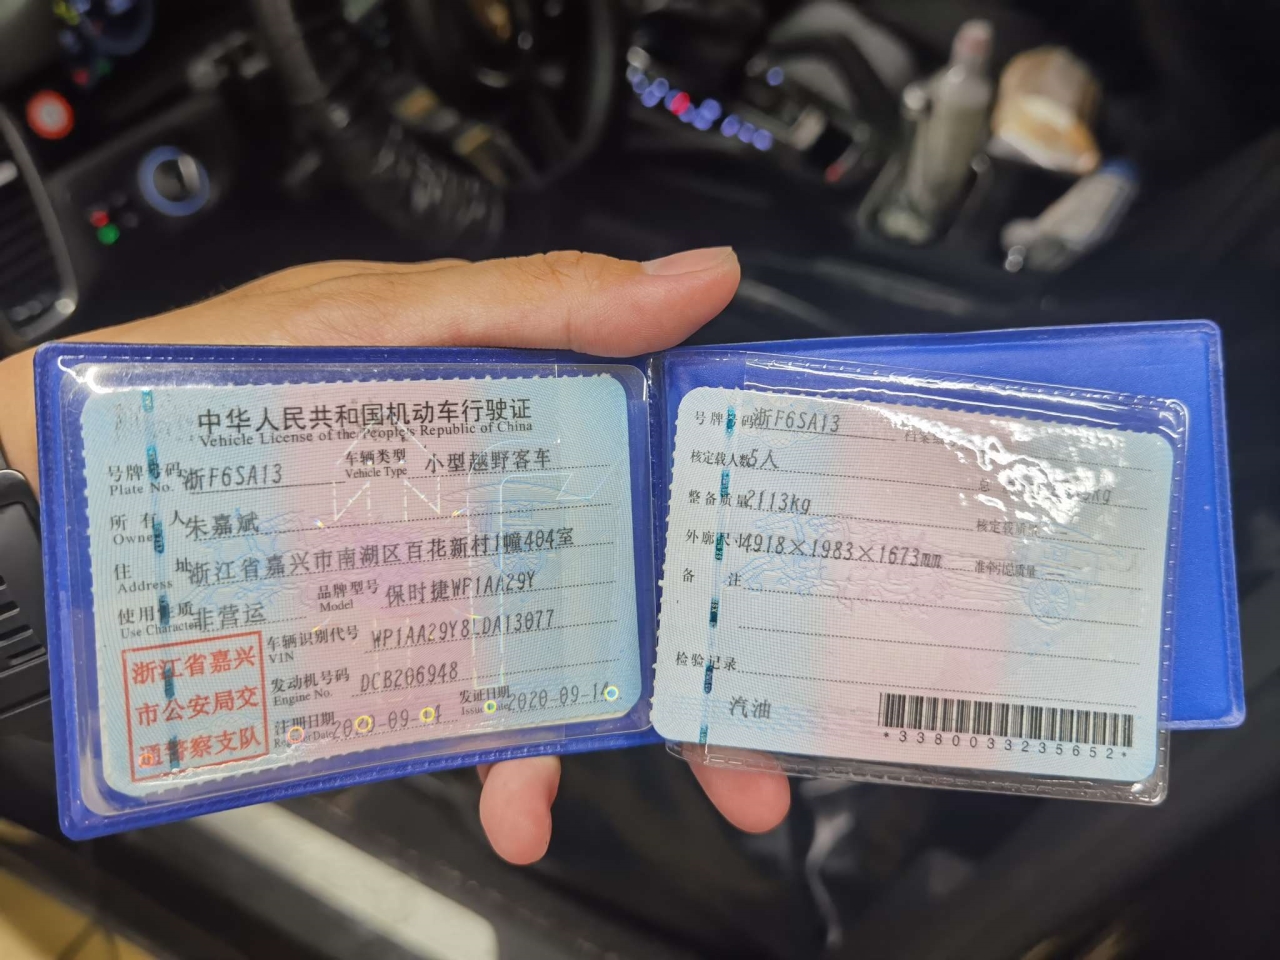 中华人民共和国机动车行驶证
Vehicle License of the People's Republic of China
号牌号码 浙F6SA13 车辆类型 小型越野客车
Plate No. Vehicle Type
所有人 朱嘉斌
Owner
住址 浙江省嘉兴市南湖区百花新村1幢404室
Address
使用性质 非营运 品牌型号 保时捷WP1AA29Y
Use Character Model
车辆识别代号 WP1AA29Y8LDA13077
VIN
发动机号码 DCB206948
Engine No.
注册日期 发证日期 2020-09-14
Register Date Issue Date
浙江省嘉兴
市公安局交
通警察支队
号牌号码 浙F6SA13
核定载人数 5人
整备质量 2113kg 核定载质量
外廓尺寸 4918×1983×1673mm 准牵引总质量
备注
检验记录
汽油
*3380033235652*